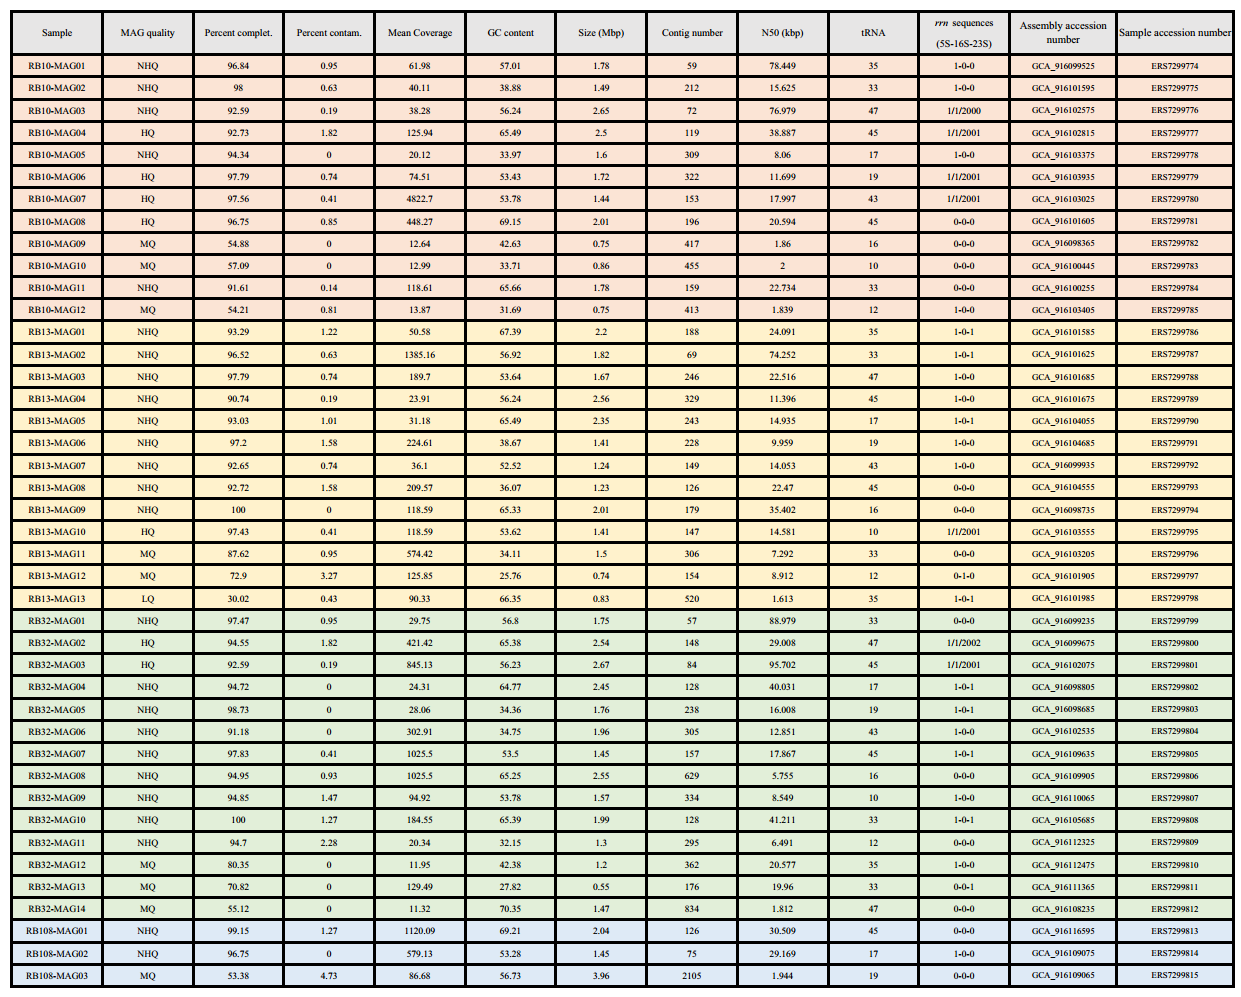 Sample MAG quality Percent complet. Percent contam. Mean Coverage GC content Size (Mbp) Contig number N50 (kbp) tRNA rrn sequences (5S-16S-23S) Assembly accession number Sample accession number
RB10-MAG01 NHQ 96.84 0.95 61.98 57.01 1.78 59 78.449 35 1-0-0 GCA_916099525 ERS7299774
RB10-MAG02 NHQ 98 0.63 40.11 38.88 1.49 212 15.625 33 1-0-0 GCA_916101595 ERS7299775
RB10-MAG03 NHQ 92.59 0.19 38.28 56.24 2.65 72 76.979 47 1/1/2000 GCA_916102575 ERS7299776
RB10-MAG04 HQ 92.73 1.82 125.94 65.49 2.5 119 38.887 45 1/1/2001 GCA_916102815 ERS7299777
RB10-MAG05 NHQ 94.34 0 20.12 33.97 1.6 309 8.06 17 1-0-0 GCA_916103375 ERS7299778
RB10-MAG06 HQ 97.79 0.74 74.51 53.43 1.72 322 11.699 19 1/1/2001 GCA_916103935 ERS7299779
RB10-MAG07 HQ 97.56 0.41 4822.7 53.78 1.44 153 17.997 43 1/1/2001 GCA_916103025 ERS7299780
RB10-MAG08 HQ 96.75 0.85 448.27 69.15 2.01 196 20.594 45 0-0-0 GCA_916101605 ERS7299781
RB10-MAG09 MQ 54.88 0 12.64 42.63 0.75 417 1.86 16 0-0-0 GCA_916098365 ERS7299782
RB10-MAG10 MQ 57.09 0 12.99 33.71 0.86 455 2 10 0-0-0 GCA_916100445 ERS7299783
RB10-MAG11 NHQ 91.61 0.14 118.61 65.66 1.78 159 22.734 33 0-0-0 GCA_916100255 ERS7299784
RB10-MAG12 MQ 54.21 0.81 13.87 31.69 0.75 413 1.839 12 1-0-0 GCA_916103405 ERS7299785
RB13-MAG01 NHQ 93.29 1.22 50.58 67.39 2.2 188 24.091 35 1-0-1 GCA_916101585 ERS7299786
RB13-MAG02 NHQ 96.52 0.63 1385.16 56.92 1.82 69 74.252 33 1-0-1 GCA_916101625 ERS7299787
RB13-MAG03 NHQ 97.79 0.74 189.7 53.64 1.67 246 22.516 47 1-0-0 GCA_916101685 ERS7299788
RB13-MAG04 NHQ 90.74 0.19 23.91 56.24 2.56 329 11.396 45 1-0-0 GCA_916101675 ERS7299789
RB13-MAG05 NHQ 93.03 1.01 31.18 65.49 2.35 243 14.935 17 1-0-1 GCA_916104055 ERS7299790
RB13-MAG06 NHQ 97.2 1.58 224.61 38.67 1.41 228 9.959 19 1-0-0 GCA_916104685 ERS7299791
RB13-MAG07 NHQ 92.65 0.74 36.1 52.52 1.24 149 14.053 43 1-0-0 GCA_916099935 ERS7299792
RB13-MAG08 NHQ 92.72 1.58 209.57 36.07 1.23 126 22.47 45 0-0-0 GCA_916104555 ERS7299793
RB13-MAG09 NHQ 100 0 118.59 65.33 2.01 179 35.402 16 0-0-0 GCA_916098735 ERS7299794
RB13-MAG10 HQ 97.43 0.41 118.59 53.62 1.41 147 14.581 10 1/1/2001 GCA_916103555 ERS7299795
RB13-MAG11 MQ 87.62 0.95 574.42 34.11 1.5 306 7.292 33 0-0-0 GCA_916103205 ERS7299796
RB13-MAG12 MQ 72.9 3.27 125.85 25.76 0.74 154 8.912 12 0-1-0 GCA_916101905 ERS7299797
RB13-MAG13 LQ 30.02 0.43 90.33 66.35 0.83 520 1.613 35 1-0-1 GCA_916101985 ERS7299798
RB32-MAG01 NHQ 97.47 0.95 29.75 56.8 1.75 57 88.979 33 0-0-0 GCA_916099235 ERS7299799
RB32-MAG02 HQ 94.55 1.82 421.42 65.38 2.54 148 29.008 47 1/1/2002 GCA_916099675 ERS7299800
RB32-MAG03 HQ 92.59 0.19 845.13 56.23 2.67 84 95.702 45 1/1/2001 GCA_916102075 ERS7299801
RB32-MAG04 NHQ 94.72 0 24.31 64.77 2.45 128 40.031 17 1-0-1 GCA_916098805 ERS7299802
RB32-MAG05 NHQ 98.73 0 28.06 34.36 1.76 238 16.008 19 1-0-1 GCA_916098685 ERS7299803
RB32-MAG06 NHQ 91.18 0 302.91 34.75 1.96 305 12.851 43 1-0-0 GCA_916102535 ERS7299804
RB32-MAG07 NHQ 97.83 0.41 1025.5 53.5 1.45 157 17.867 45 1-0-1 GCA_916109635 ERS7299805
RB32-MAG08 NHQ 94.95 0.93 1025.5 65.25 2.55 629 5.755 16 0-0-0 GCA_916109905 ERS7299806
RB32-MAG09 NHQ 94.85 1.47 94.92 53.78 1.57 334 8.549 10 1-0-0 GCA_916110065 ERS7299807
RB32-MAG10 NHQ 100 1.27 184.55 65.39 1.99 128 41.211 33 1-0-1 GCA_916105685 ERS7299808
RB32-MAG11 NHQ 94.7 2.28 20.34 32.15 1.3 295 6.491 12 0-0-0 GCA_916112325 ERS7299809
RB32-MAG12 MQ 80.35 0 11.95 42.38 1.2 362 20.577 35 1-0-0 GCA_916112475 ERS7299810
RB32-MAG13 MQ 70.82 0 129.49 27.82 0.55 176 19.96 33 0-0-1 GCA_916111365 ERS7299811
RB32-MAG14 MQ 55.12 0 11.32 70.35 1.47 834 1.812 47 0-0-0 GCA_916108235 ERS7299812
RB108-MAG01 NHQ 99.15 1.27 1120.09 69.21 2.04 126 30.509 45 0-0-0 GCA_916116595 ERS7299813
RB108-MAG02 NHQ 96.75 0 579.13 53.28 1.45 75 29.169 17 1-0-0 GCA_916109075 ERS7299814
RB108-MAG03 MQ 53.38 4.73 86.68 56.73 3.96 2105 1.944 19 0-0-0 GCA_916109065 ERS7299815